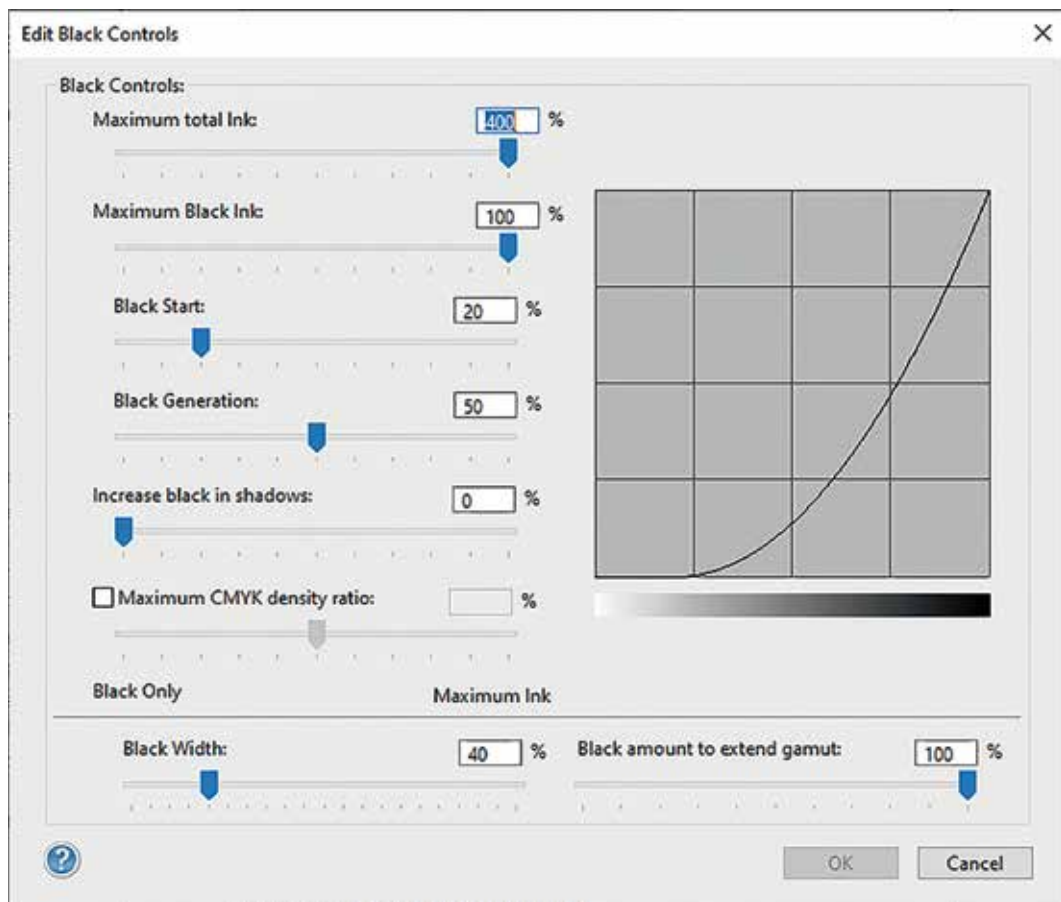 Edit Black Controls
Black Controls:
Maximum total Ink: 400 %
Maximum Black Ink: 100 %
Black Start: 20 %
Black Generation: 50 %
Increase black in shadows: 0 %
Maximum CMYK density ratio: %
Black Only Maximum Ink
Black Width: 40 % Black amount to extend gamut: 100 %
?
OK Cancel